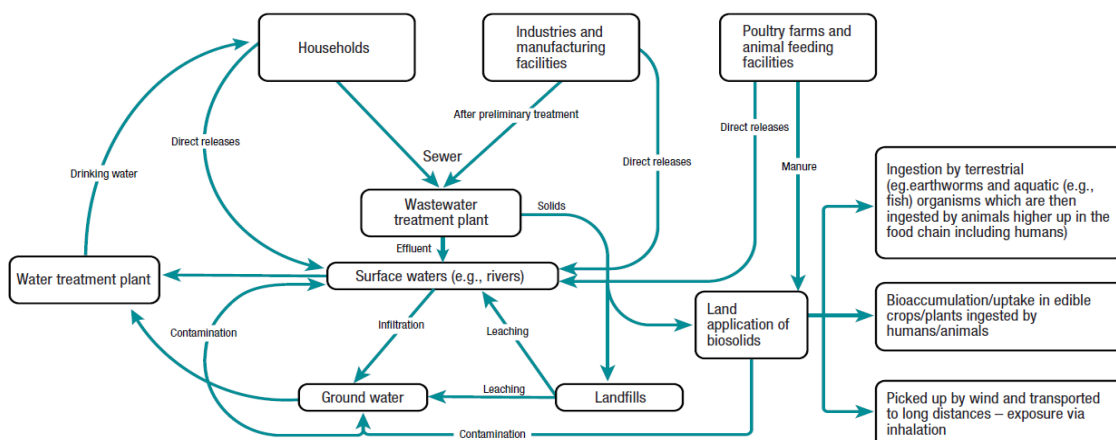 Households
Industries and
manufacturing
facilities
Poultry farms and
animal feeding
facilities
After preliminary treatment
Direct releases
Direct releases
Direct releases
Sewer
Manure
Drinking water
Ingestion by terrestrial
(eg.earthworms and aquatic (e.g.,
fish) organisms which are then
ingested by animals higher up in the
food chain including humans)
Wastewater
treatment plant
Solids
Effluent
Water treatment plant
Surface waters (e.g., rivers)
Land
application of
biosolids
Bioaccumulation/uptake in edible
crops/plants ingested by
humans/animals
Contamination
Infiltration
Leaching
Leaching
Ground water
Landfills
Contamination
Picked up by wind and transported
to long distances – exposure via
inhalation